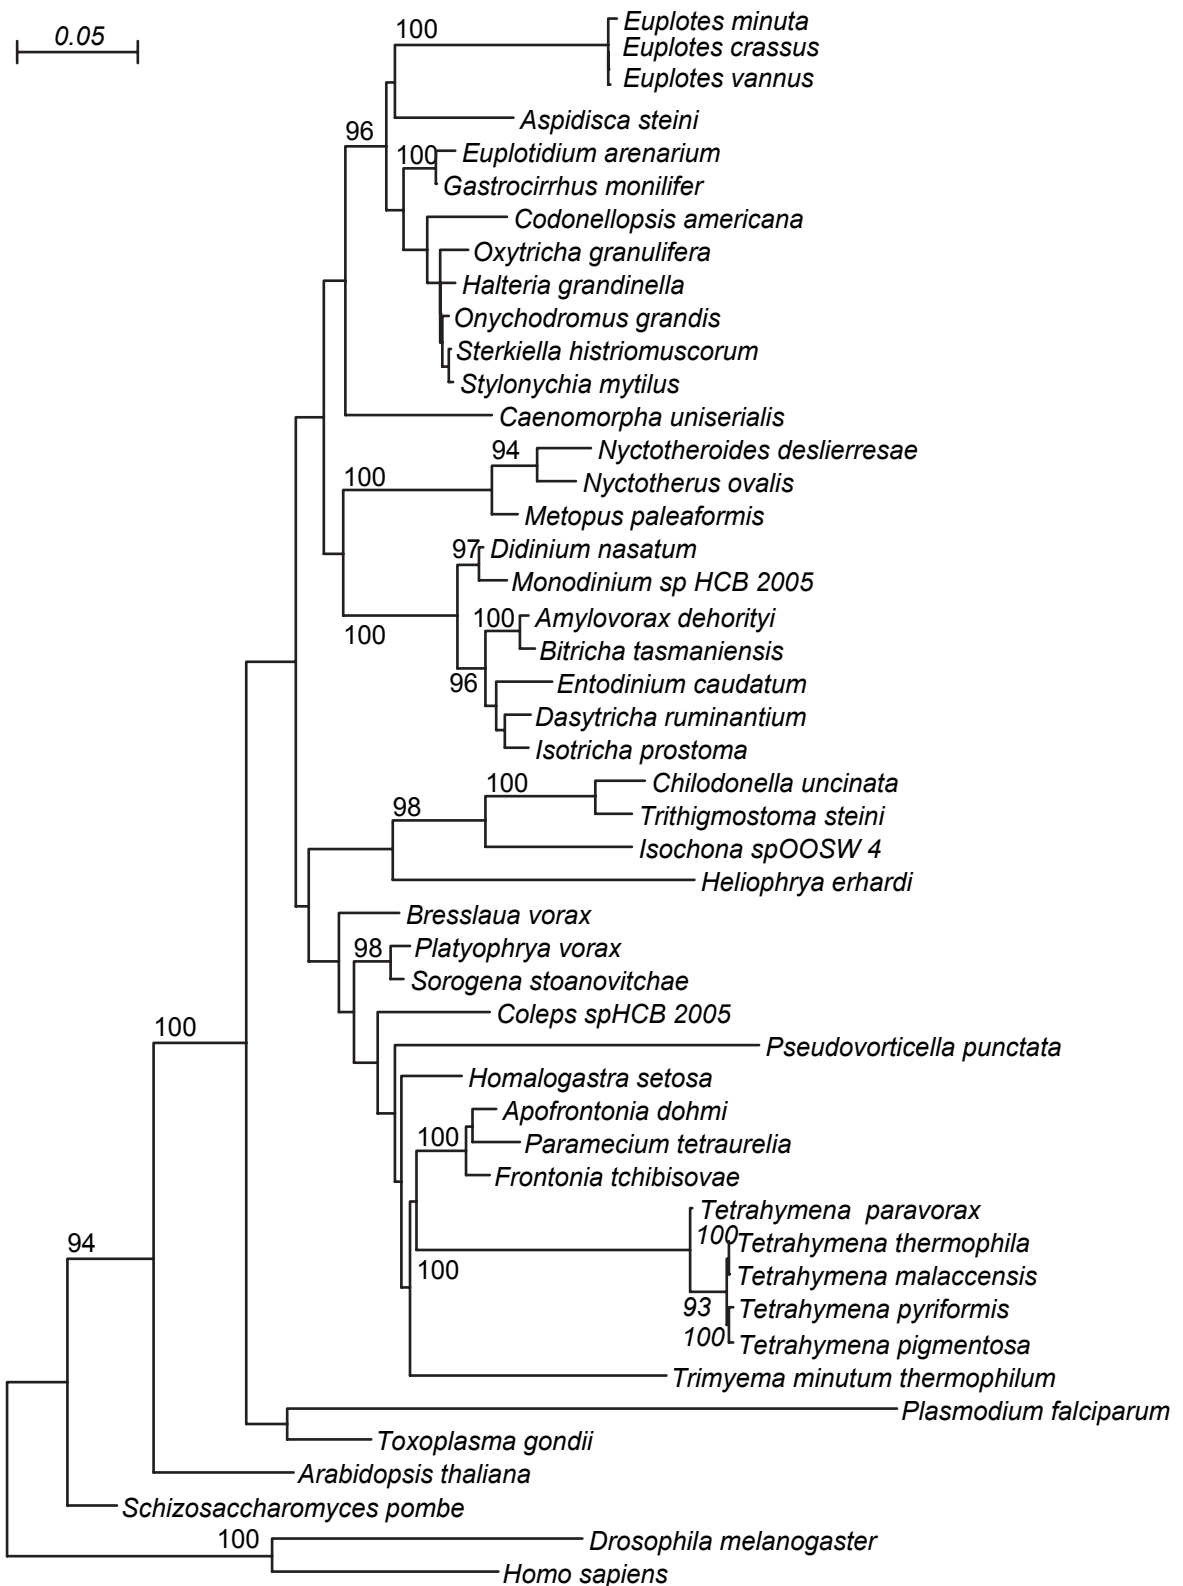 0.05
100
Euplotes minuta
Euplotes crassus
Euplotes vannus
Aspidisca steini
96
100
Euplotidium arenarium
Gastrocirrhus monilifer
Codonellopsis americana
Oxytricha granulifera
Halteria grandinella
Onychodromus grandis
Sterkiella histriomuscorum
Stylonychia mytilus
Caenomorpha uniserialis
94
Nyctotheroides deslierresae
100
Nyctotherus ovalis
Metopus paleaformis
97
Didinium nasatum
Monodinium sp HCB 2005
100
Amylovorax dehorityi
100
Bitricha tasmaniensis
96
Entodinium caudatum
Dasytricha ruminantium
Isotricha prostoma
100
Chilodonella uncinata
98
Trithigmostoma steini
Isochona spOOSW 4
Heliophrya erhardi
Bresslaua vorax
98
Platyophrya vorax
Sorogena stoanovitchae
Coleps spHCB 2005
100
Pseudovorticella punctata
Homalogastra setosa
Apofrontonia dohmi
100
Paramecium tetraurelia
Frontonia tchibisovae
Tetrahymena paravorax
100
Tetrahymena thermophila
94
100
Tetrahymena malaccensis
93
Tetrahymena pyriformis
100
Tetrahymena pigmentosa
Trimyema minutum thermophilum
Plasmodium falciparum
Toxoplasma gondii
Arabidopsis thaliana
Schizosaccharomyces pombe
100
Drosophila melanogaster
Homo sapiens